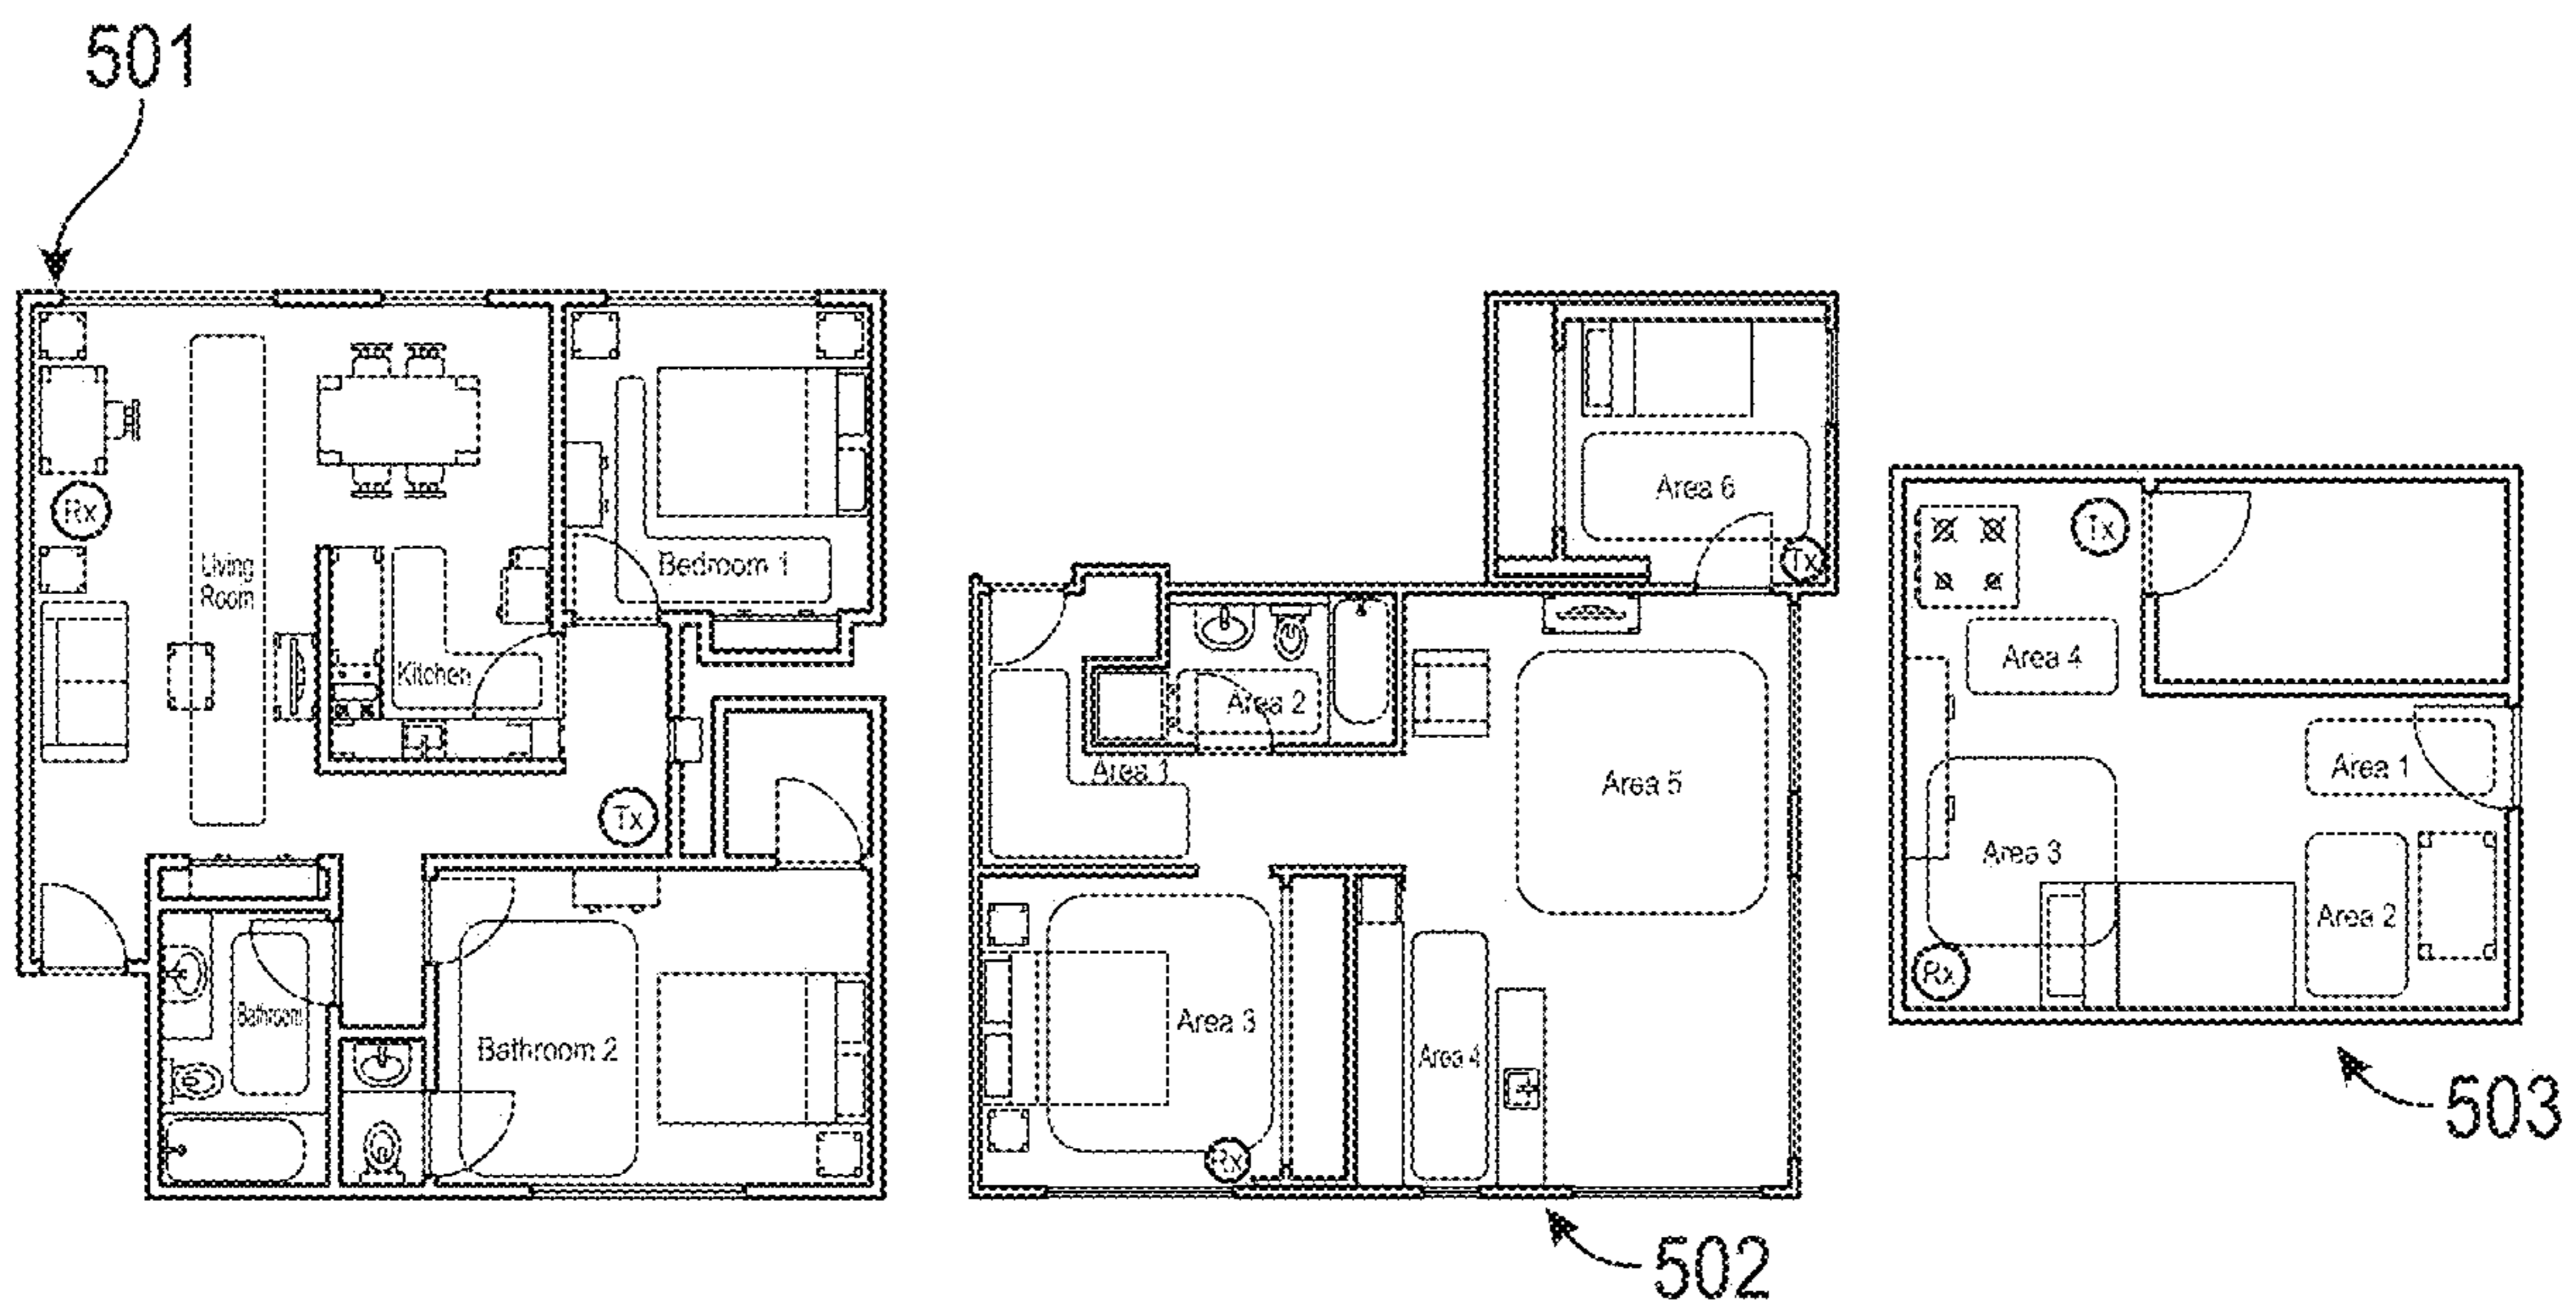 501
Rx
Living
Room
Bedroom 1
Kitchen
Tx
Bathroom
Bathroom 2
Area 6
Tx
Area 2
Area 1
Area 5
Area 3
Area 4
Rx
502
Tx
Area 4
Area 1
Area 3
Area 2
Rx
503